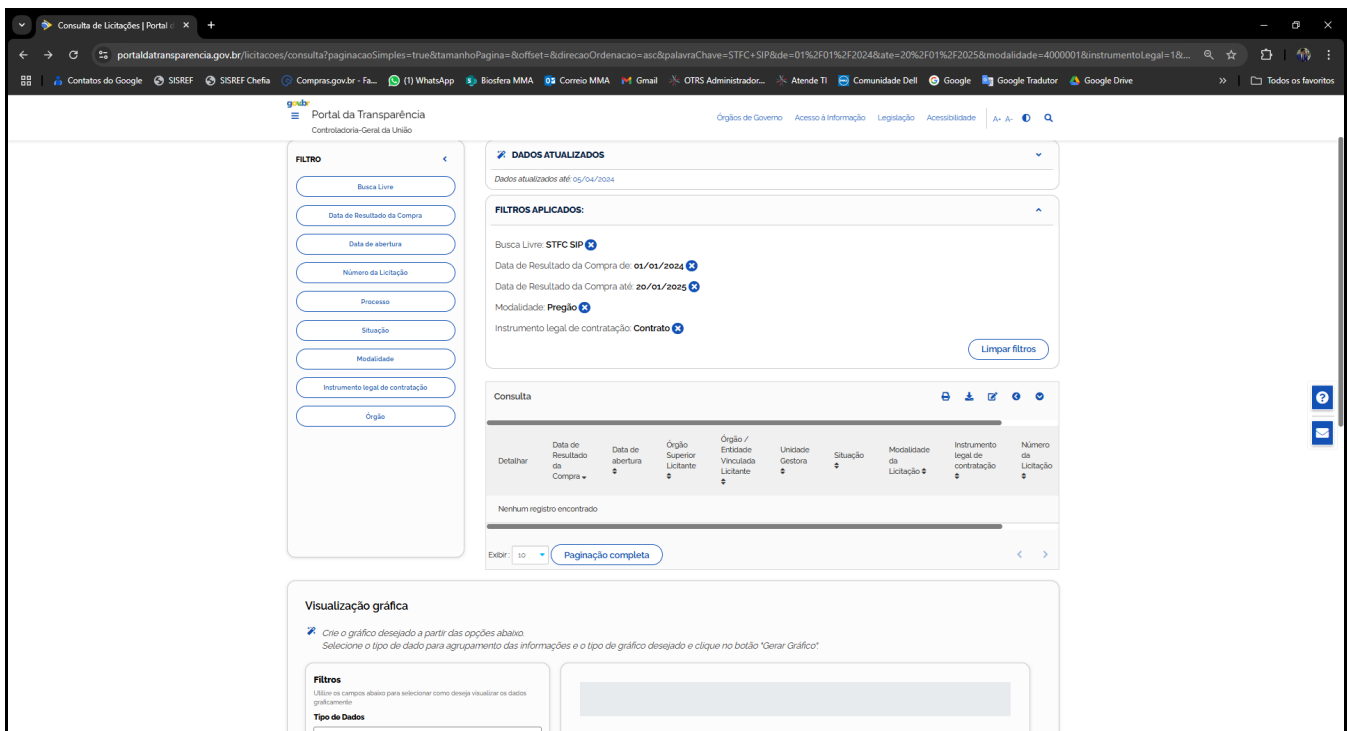 Consulta de Licitações | Portal d
portaldatransparencia.gov.br/licitacoes/consulta?paginacaoSimples=true&tamanhoPagina=&offset=&direcaoOrdenacao=asc&palavraChave=STFC+SIP&de=01%2F01%2F2024&ate=20%2F01%2F2025&modalidade=4000001&instrumentoLegal=1&...
Contatos do Google SISREF SISREF Chefia Compras.gov.br - Fa... (1) WhatsApp Biosfera MMA Correio MMA Gmail OTRS Administrador... Atende TI Comunidade Dell Google Google Tradutor Google Drive » Todos os favoritos
govbr
Portal da Transparência
Controladoria-Geral da União
Órgãos de Governo Acesso à Informação Legislação Acessibilidade A+ A-
FILTRO
Busca Livre
Data de Resultado da Compra
Data de abertura
Número da Licitação
Processo
Situação
Modalidade
Instrumento legal de contratação
Órgão
DADOS ATUALIZADOS
Dados atualizados até: 05/04/2024
FILTROS APLICADOS:
Busca Livre: STFC SIP
Data de Resultado da Compra de: 01/01/2024
Data de Resultado da Compra até: 20/01/2025
Modalidade: Pregão
Instrumento legal de contratação: Contrato
Limpar filtros
Consulta
Detalhar
Data de
Resultado
da
Compra
Data de
abertura
Órgão
Superior
Licitante
Órgão /
Entidade
Vinculada
Licitante
Unidade
Gestora
Situação
Modalidade
da
Licitação
Instrumento
legal de
contratação
Número
da
Licitação
Nenhum registro encontrado
Exibir: 10 Paginação completa
Visualização gráfica
Crie o gráfico desejado a partir das opções abaixo.
Selecione o tipo de dado para agrupamento das informações e o tipo de gráfico desejado e clique no botão "Gerar Gráfico".
Filtros
Utilize os campos abaixo para selecionar como deseja visualizar os dados
graficamente
Tipo de Dados